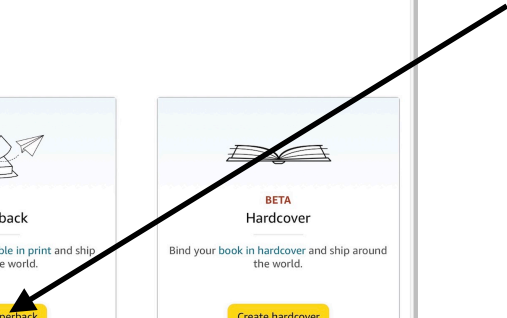 back
BETA
Hardcover
ble in print and ship
e world.
Bind your book in hardcover and ship around
the world.
perback
Create hardcover